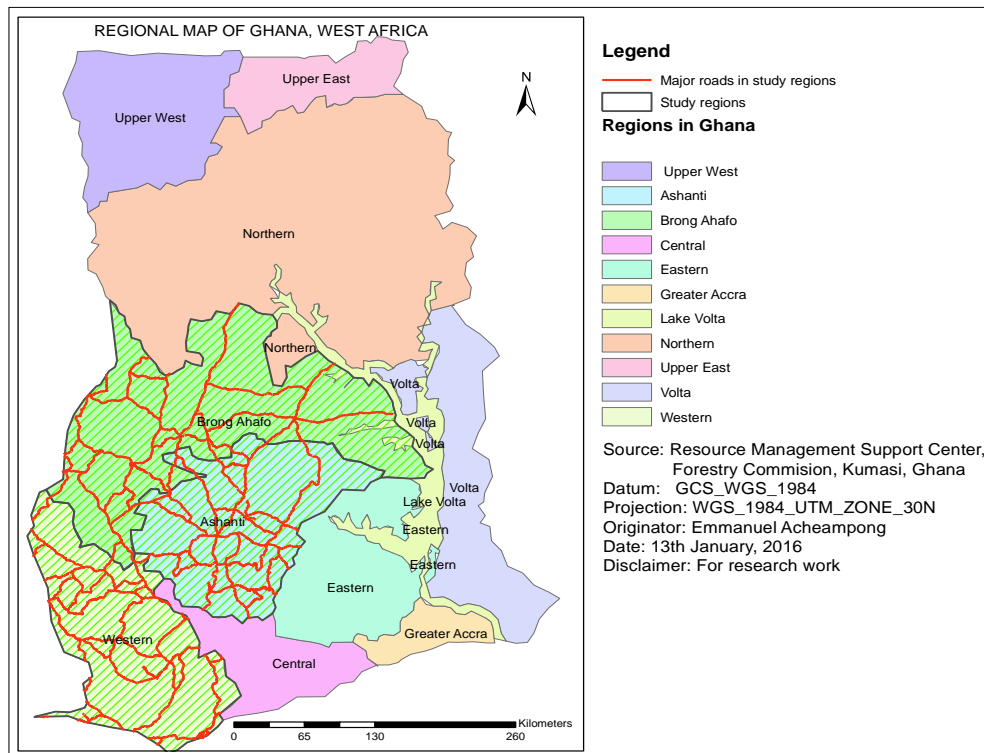 REGIONAL MAP OF GHANA, WEST AFRICA
Upper East
Upper West
N
Northern
Northern
Volta
Brong Ahafo
Volta
Volta
Volta
Lake Volta
Ashanti
Eastern
Eastern
Eastern
Western
Greater Accra
Central
Kilometers
0 65 130 260
Legend
Major roads in study regions
Study regions
Regions in Ghana
Upper West
Ashanti
Brong Ahafo
Central
Eastern
Greater Accra
Lake Volta
Northern
Upper East
Volta
Western
Source: Resource Management Support Center,
Forestry Commision, Kumasi, Ghana
Datum: GCS_WGS_1984
Projection: WGS_1984_UTM_ZONE_30N
Originator: Emmanuel Acheampong
Date: 13th January, 2016
Disclaimer: For research work